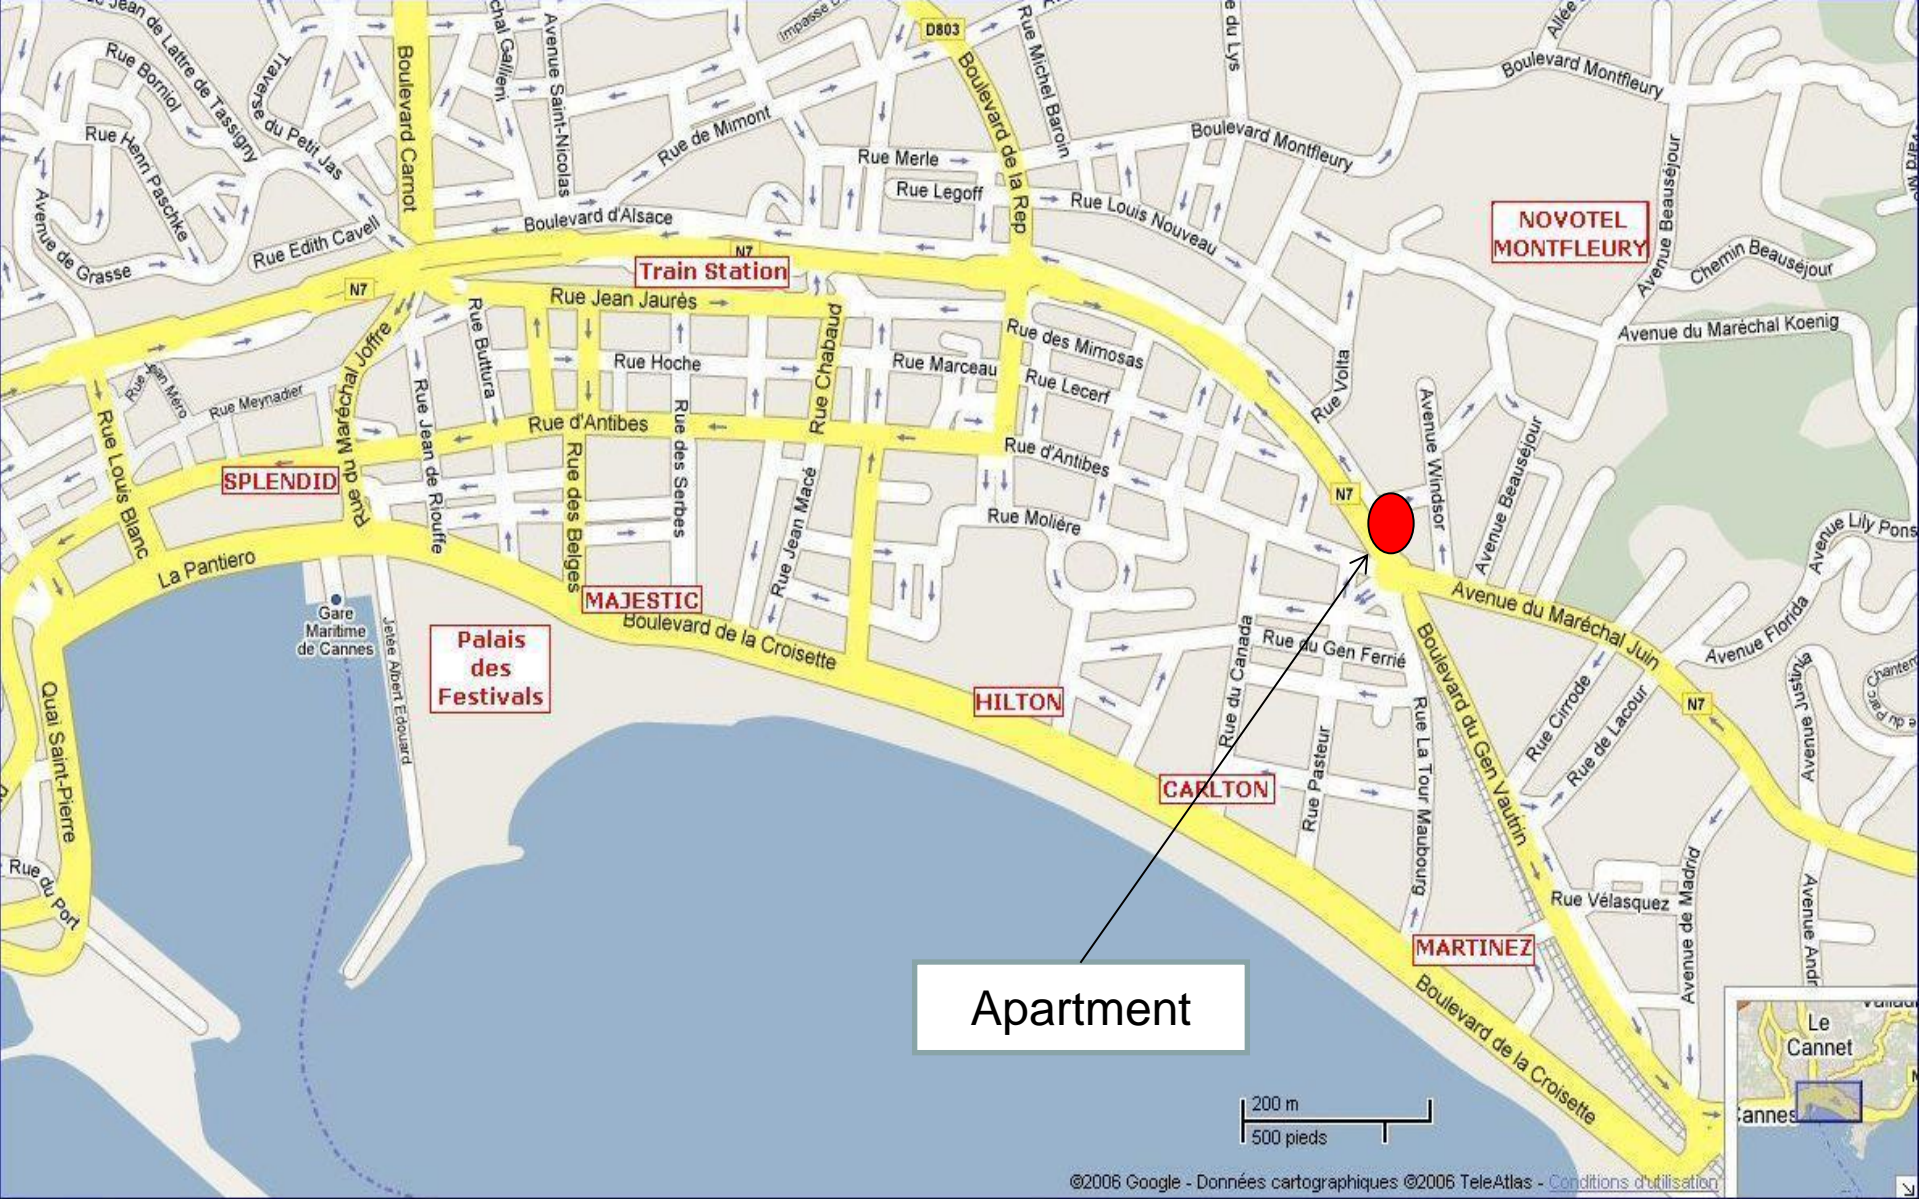 Jean de Lattre de Tassigny
Rue Borniol
Traverse du Petit Jas
Boulevard Carnot
Avenue Saint-Nicolas
D803
Boulevard de la Rep
Rue Michel Baroin
Boulevard Montfleury
Rue Henri Paschke
Rue de Mimont
Rue Merle
Boulevard Montfleury
Rue Legoff
Rue Louis Nouveau
Avenue Beauséjour
Avenue de Grasse
Rue Edith Cavell
Boulevard d'Alsace
N7
Train Station
NOVOTEL
MONTFLEURY
Chemin Beauséjour
N7
Rue Jean Jaurès
Rue Buttura
Rue Chabaud
Rue des Mimosas
Avenue du Maréchal Koenig
Rue du Maréchal Joffre
Rue Hoche
Rue Marceau
Rue Lecerf
Rue Volta
Rue Jean Méro
Rue Meynadier
Rue Jean de Riouffe
Rue d'Antibes
Rue des Serbes
Rue d'Antibes
Avenue Windsor
Avenue Beauséjour
Rue Louis Blanc
SPLENDID
Rue des Belges
Rue Jean Macé
Rue Molière
N7
Avenue Lily Pons
La Pantiero
MAJESTIC
Boulevard de la Croisette
Avenue du Maréchal Juin
Avenue Florida
Gare
Maritime
de Cannes
Jetée Albert Edouard
Palais
des
Festivals
Rue du Canada
Rue du Gen Ferrié
Boulevard du Gen Vautrin
Quai Saint-Pierre
HILTON
Rue La Tour Maubourg
Rue Cirrode
Rue de Lacour
N7
Avenue Justinia
CARLTON
Rue Pasteur
Rue du Port
Rue Vélasquez
Avenue de Madrid
MARTINEZ
Apartment
Boulevard de la Croisette
Le
Cannet
200 m
500 pieds
©2006 Google - Données cartographiques ©2006 TeleAtlas - Conditions d'utilisation